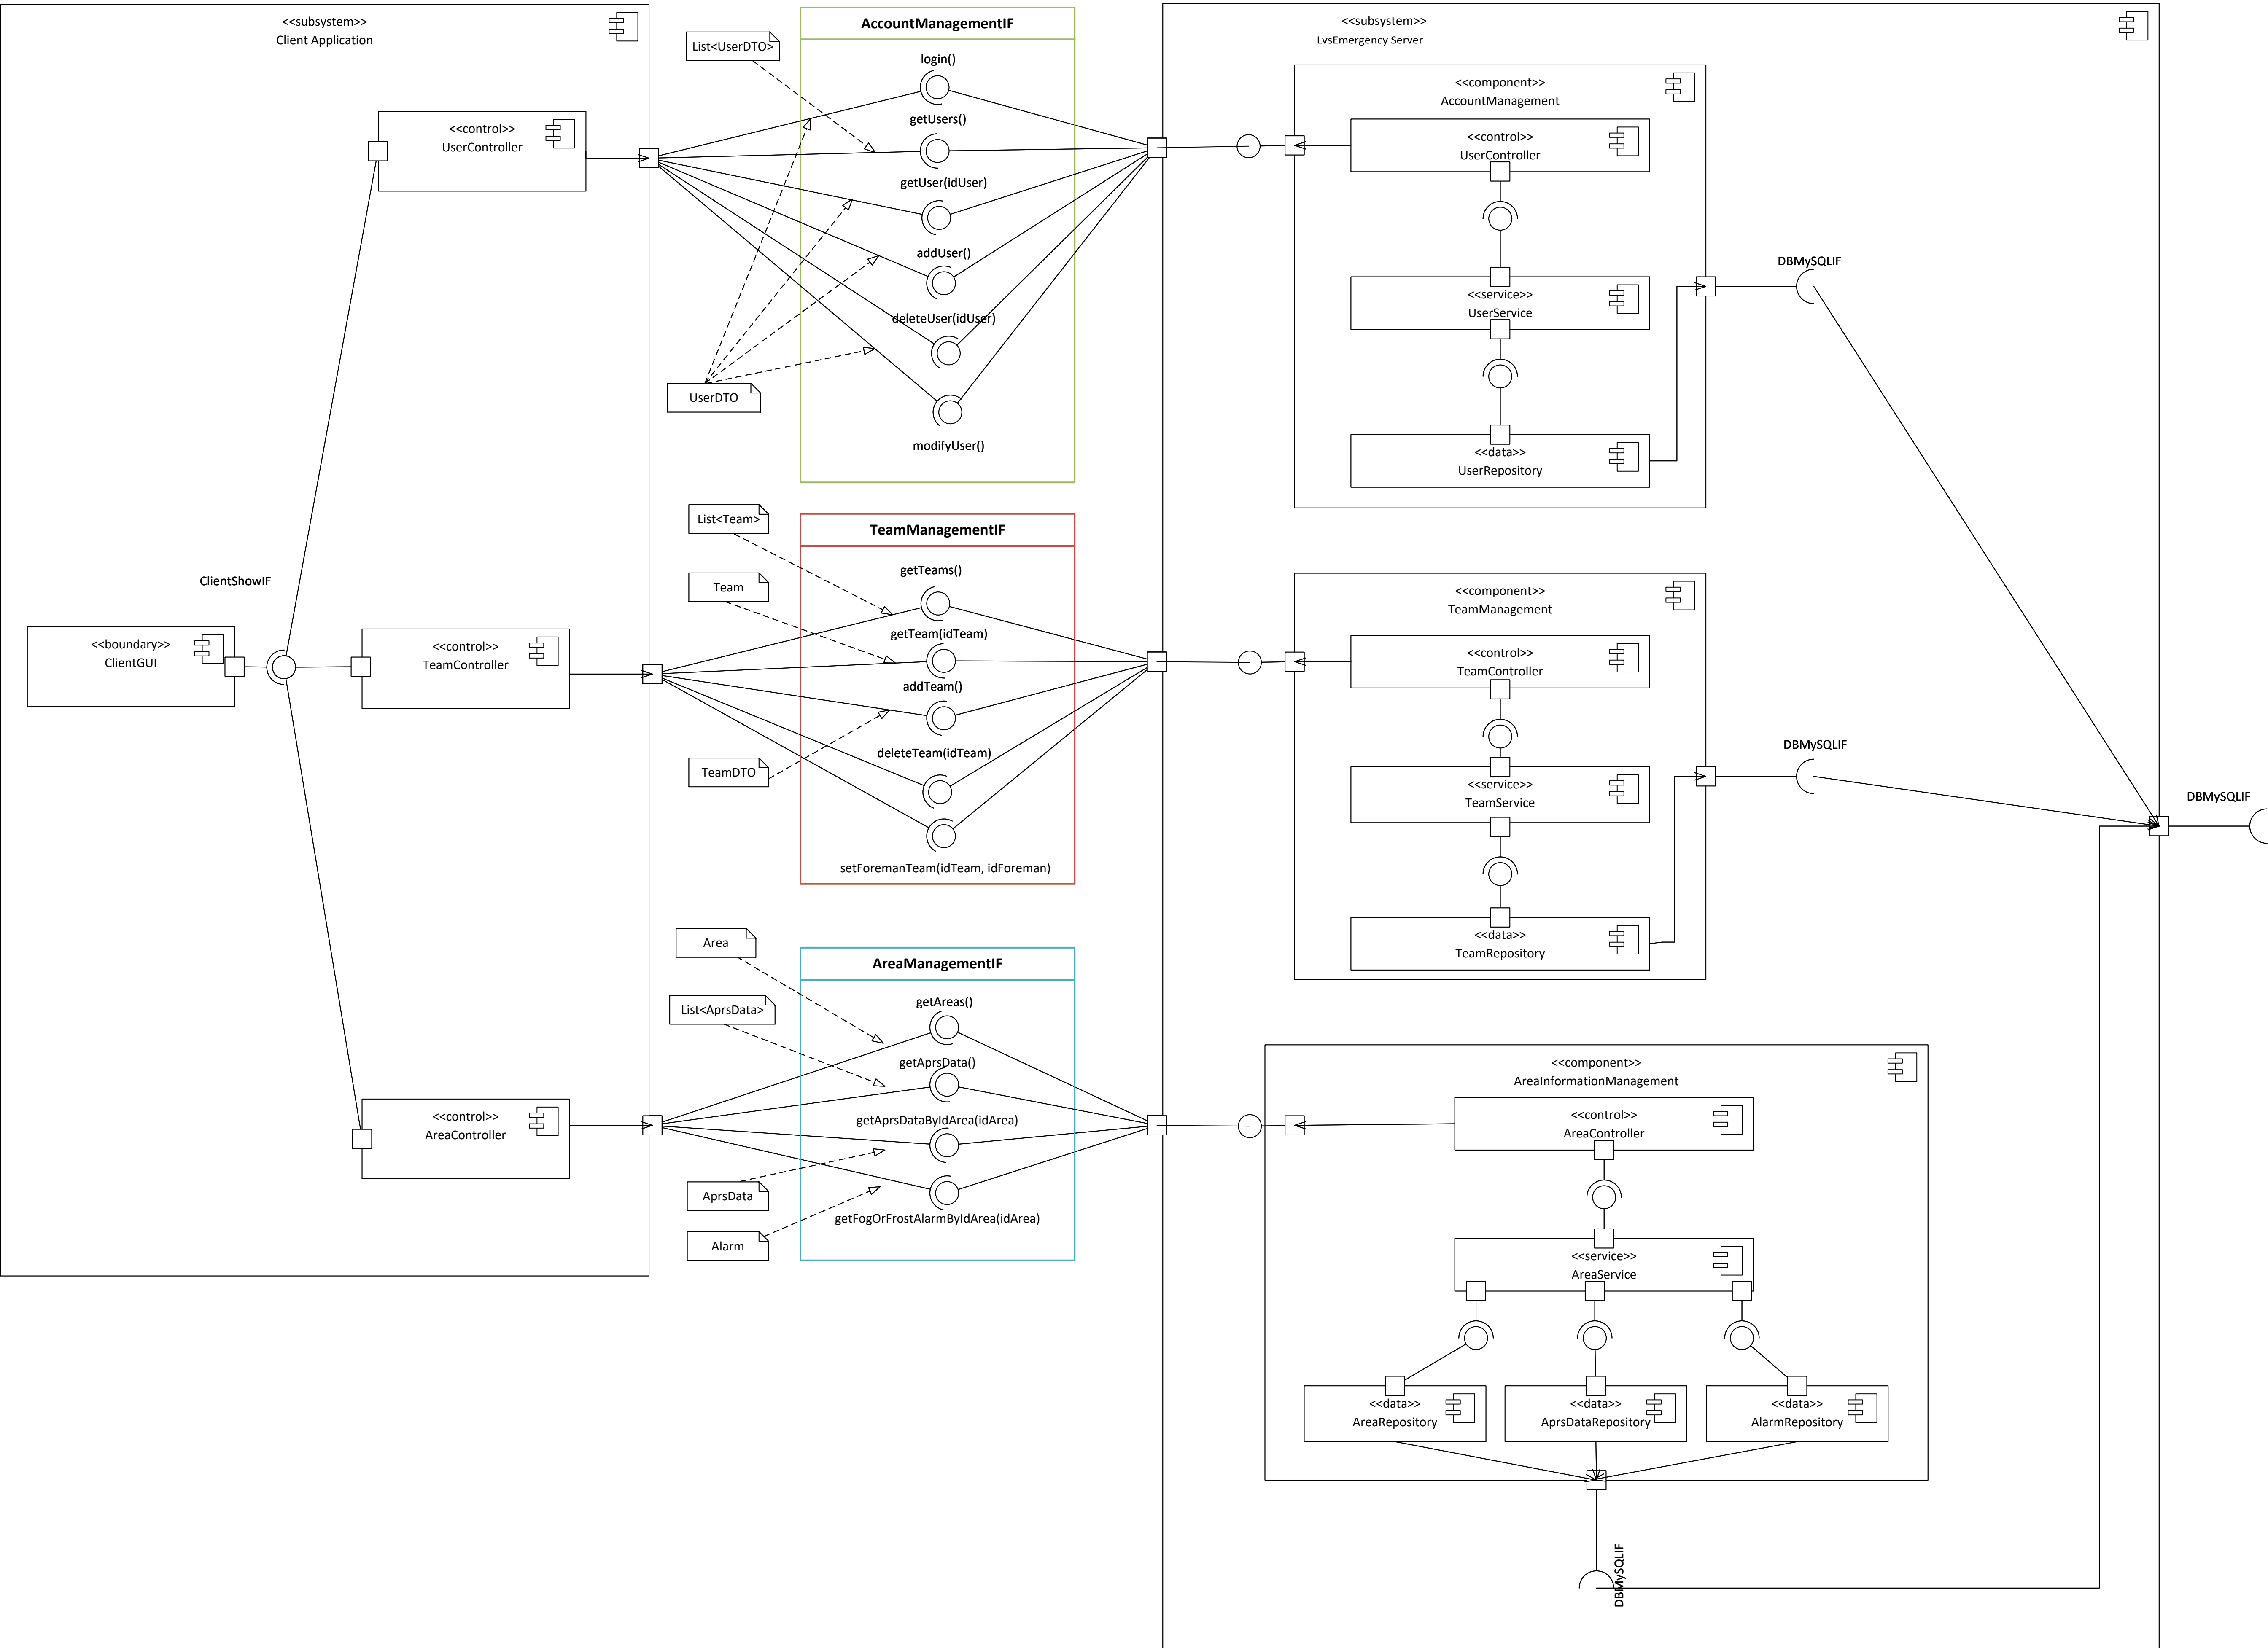 <<subsystem>>
Client Application
<<control>>
UserController
ClientShowIF
<<boundary>>
ClientGUI
<<control>>
TeamController
<<control>>
AreaController
List<UserDTO>
UserDTO
AccountManagementIF
login()
getUsers()
getUser(idUser)
addUser()
deleteUser(idUser)
modifyUser()
List<Team>
Team
TeamDTO
TeamManagementIF
getTeams()
getTeam(idTeam)
addTeam()
deleteTeam(idTeam)
setForemanTeam(idTeam, idForeman)
Area
List<AprsData>
AprsData
Alarm
AreaManagementIF
getAreas()
getAprsData()
getAprsDataByIdArea(idArea)
getFogOrFrostAlarmByIdArea(idArea)
<<subsystem>>
LvsEmergency Server
<<component>>
AccountManagement
<<control>>
UserController
<<service>>
UserService
<<data>>
UserRepository
DBMySQLIF
<<component>>
TeamManagement
<<control>>
TeamController
<<service>>
TeamService
<<data>>
TeamRepository
DBMySQLIF
DBMySQLIF
<<component>>
AreaInformationManagement
<<control>>
AreaController
<<service>>
AreaService
<<data>>
AreaRepository
<<data>>
AprsDataRepository
<<data>>
AlarmRepository
DBMySQLIF